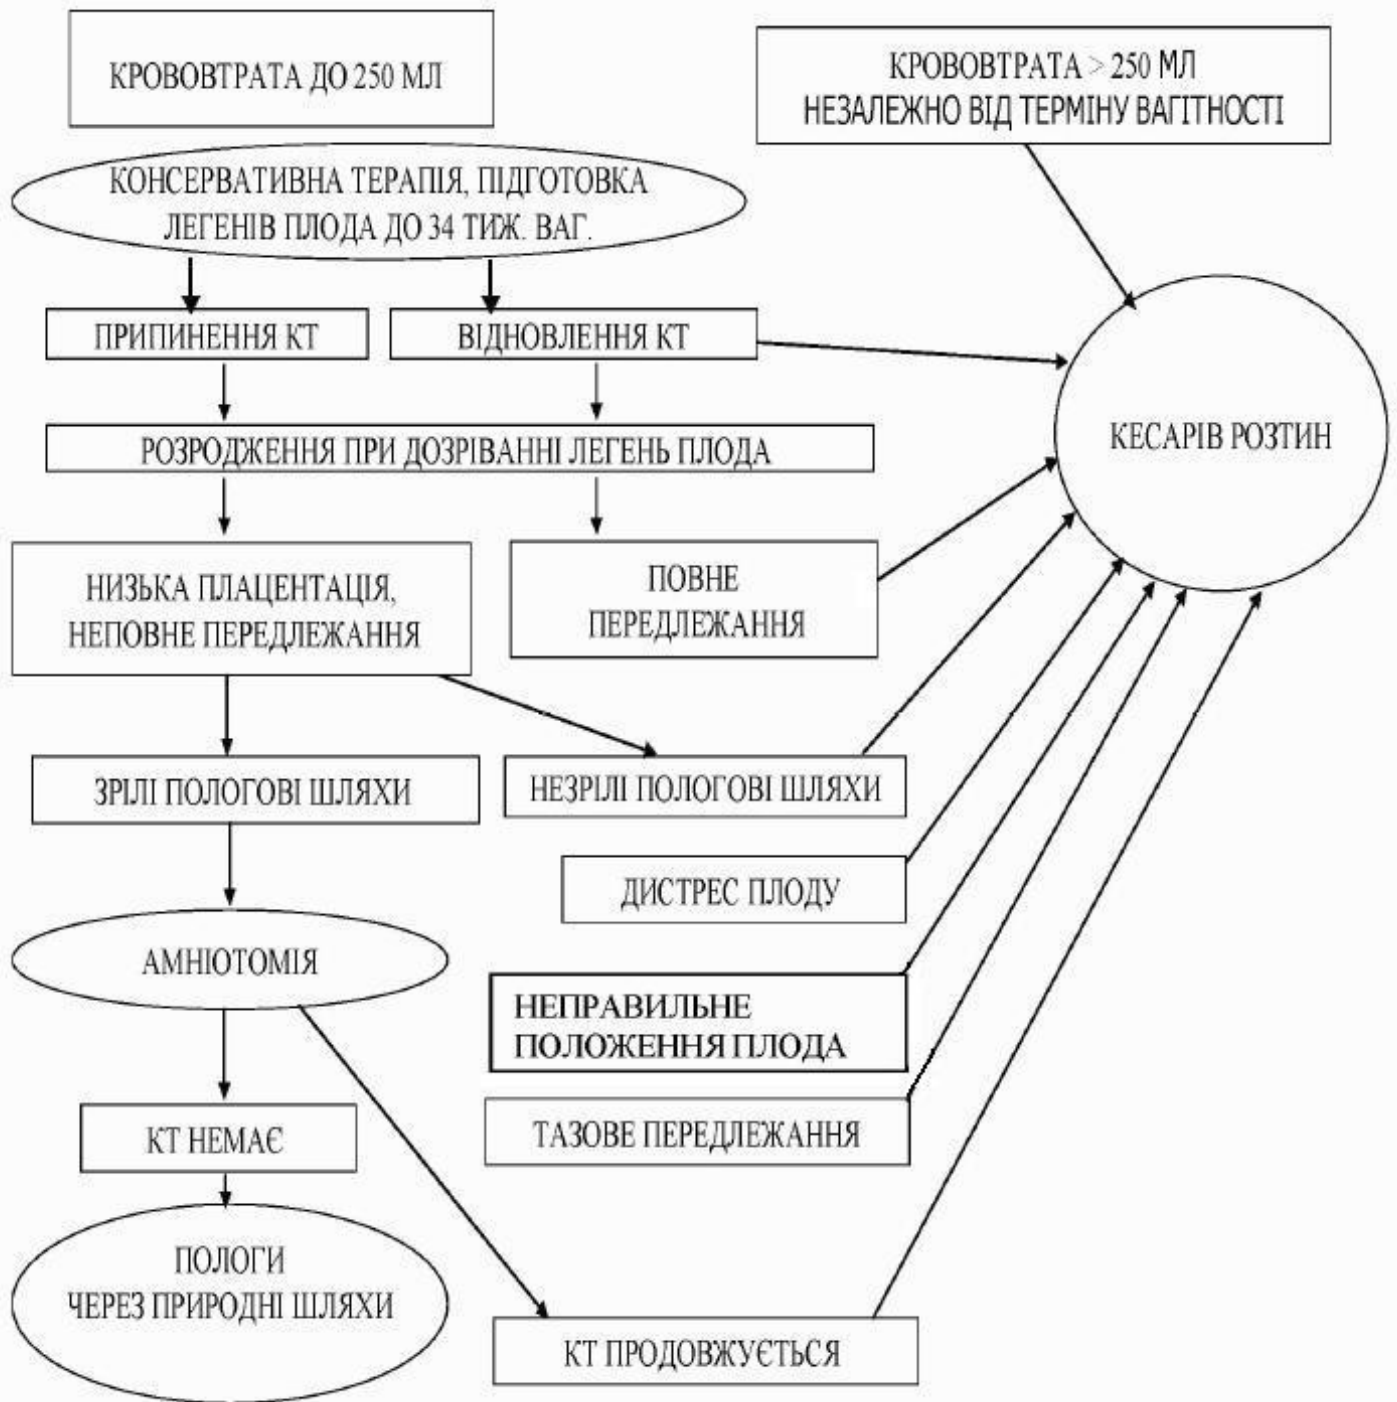 КРОВОВТРАТА ДО 250 МЛ
КРОВОВТРАТА > 250 МЛ
НЕЗАЛЕЖНО ВІД ТЕРМІНУ ВАГІТНОСТІ
КОНСЕРВАТИВНА ТЕРАПІЯ, ПІДГОТОВКА
ЛЕГЕНІВ ПЛОДА ДО 34 ТИЖ. ВАГ.
ПРИПИНЕННЯ КТ
ВІДНОВЛЕННЯ КТ
КЕСАРІВ РОЗТИН
РОЗРОДЖЕННЯ ПРИ ДОЗРІВАННІ ЛЕГЕНЬ ПЛОДА
НИЗЬКА ПЛАЦЕНТАЦІЯ,
НЕПОВНЕ ПЕРЕДЛЕЖАННЯ
ПОВНЕ
ПЕРЕДЛЕЖАННЯ
ЗРІЛІ ПОЛОГОВІ ШЛЯХИ
НЕЗРІЛІ ПОЛОГОВІ ШЛЯХИ
ДИСТРЕС ПЛОДУ
АМНІОТОМІЯ
НЕПРАВИЛЬНЕ
ПОЛОЖЕННЯ ПЛОДА
КТ НЕМАЄ
ТАЗОВЕ ПЕРЕДЛЕЖАННЯ
ПОЛОГИ
ЧЕРЕЗ ПРИРОДНІ ШЛЯХИ
КТ ПРОДОВЖУЄТЬСЯ